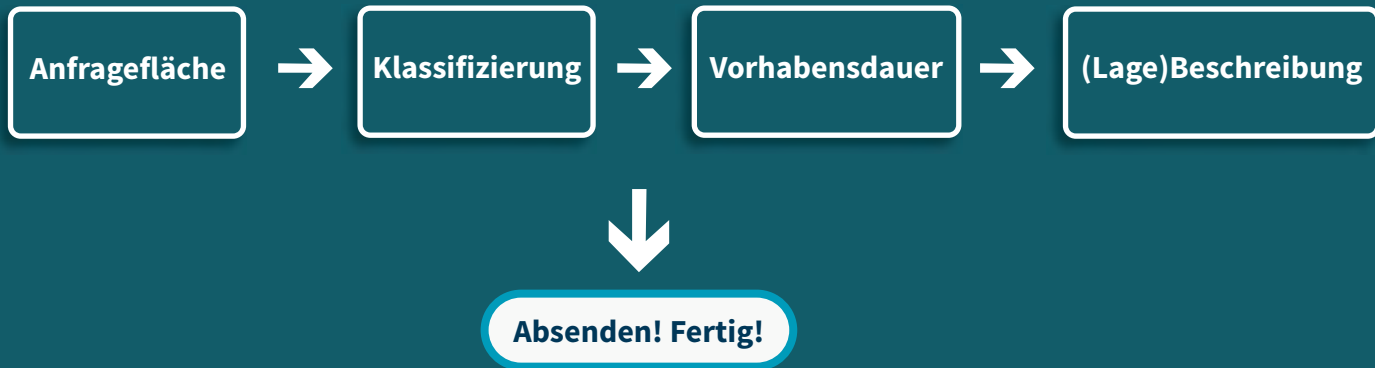 Anfragefläche
Klassifizierung
Vorhabensdauer
(Lage)Beschreibung
Absenden! Fertig!